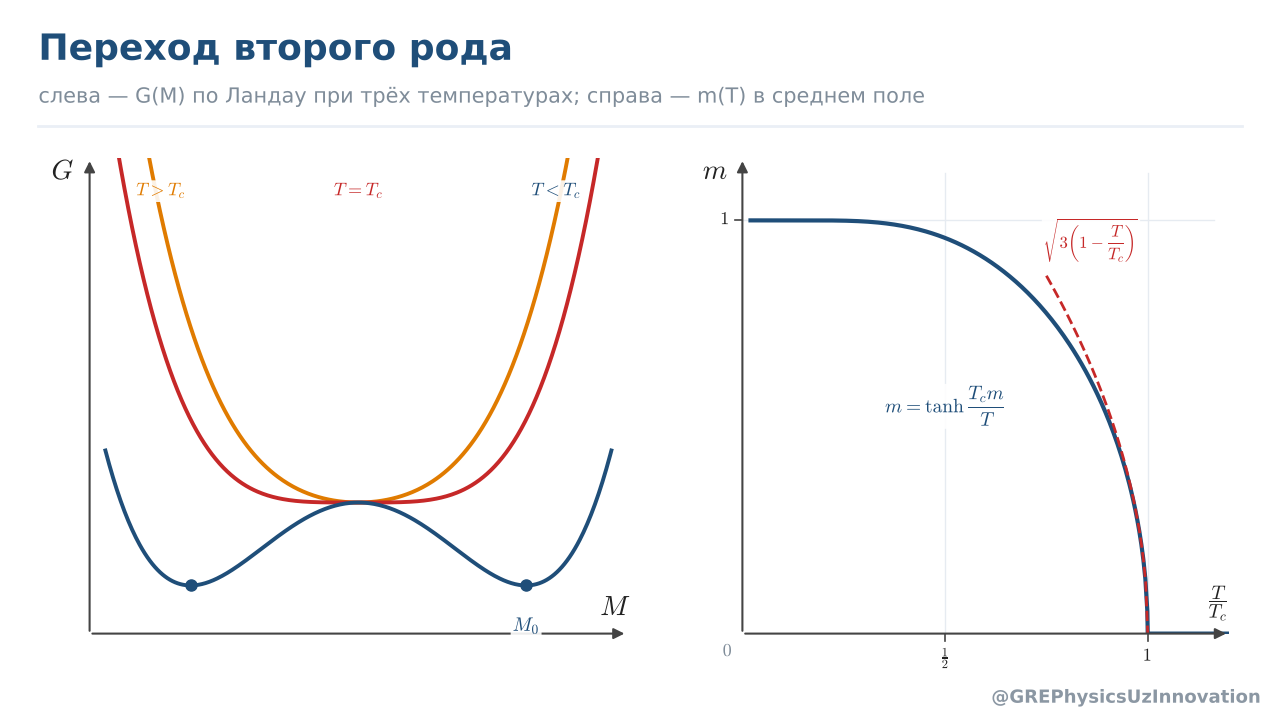 Переход второго рода
слева — G(M) по Ландау при трёх температурах; справа — m(T) в среднем поле
G
T > T_c
T = T_c
T < T_c
M
M_0
m
1
√(3(1 − T/T_c))
m = tanh T_c m / T
T/T_c
0
1/2
1
@GREPhysicsUzInnovation